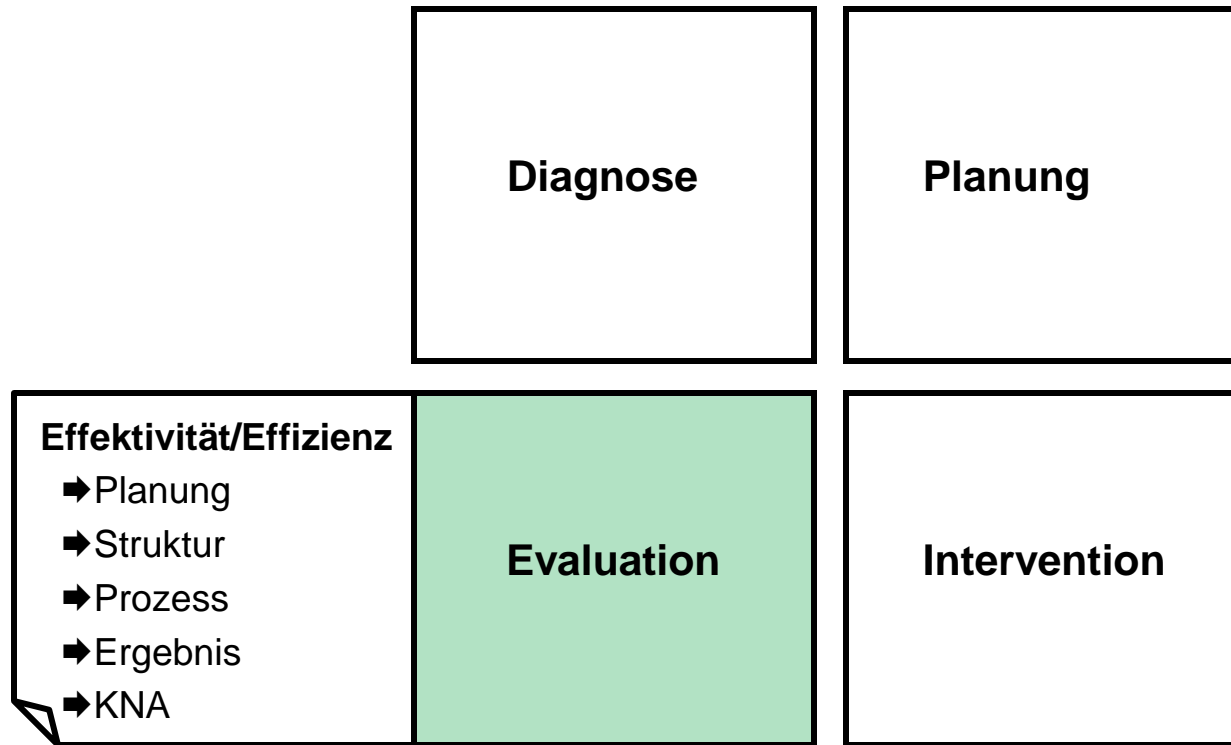 Diagnose
Planung
Effektivität/Effizienz
➡Planung
➡Struktur
➡Prozess
➡Ergebnis
➡KNA
Evaluation
Intervention